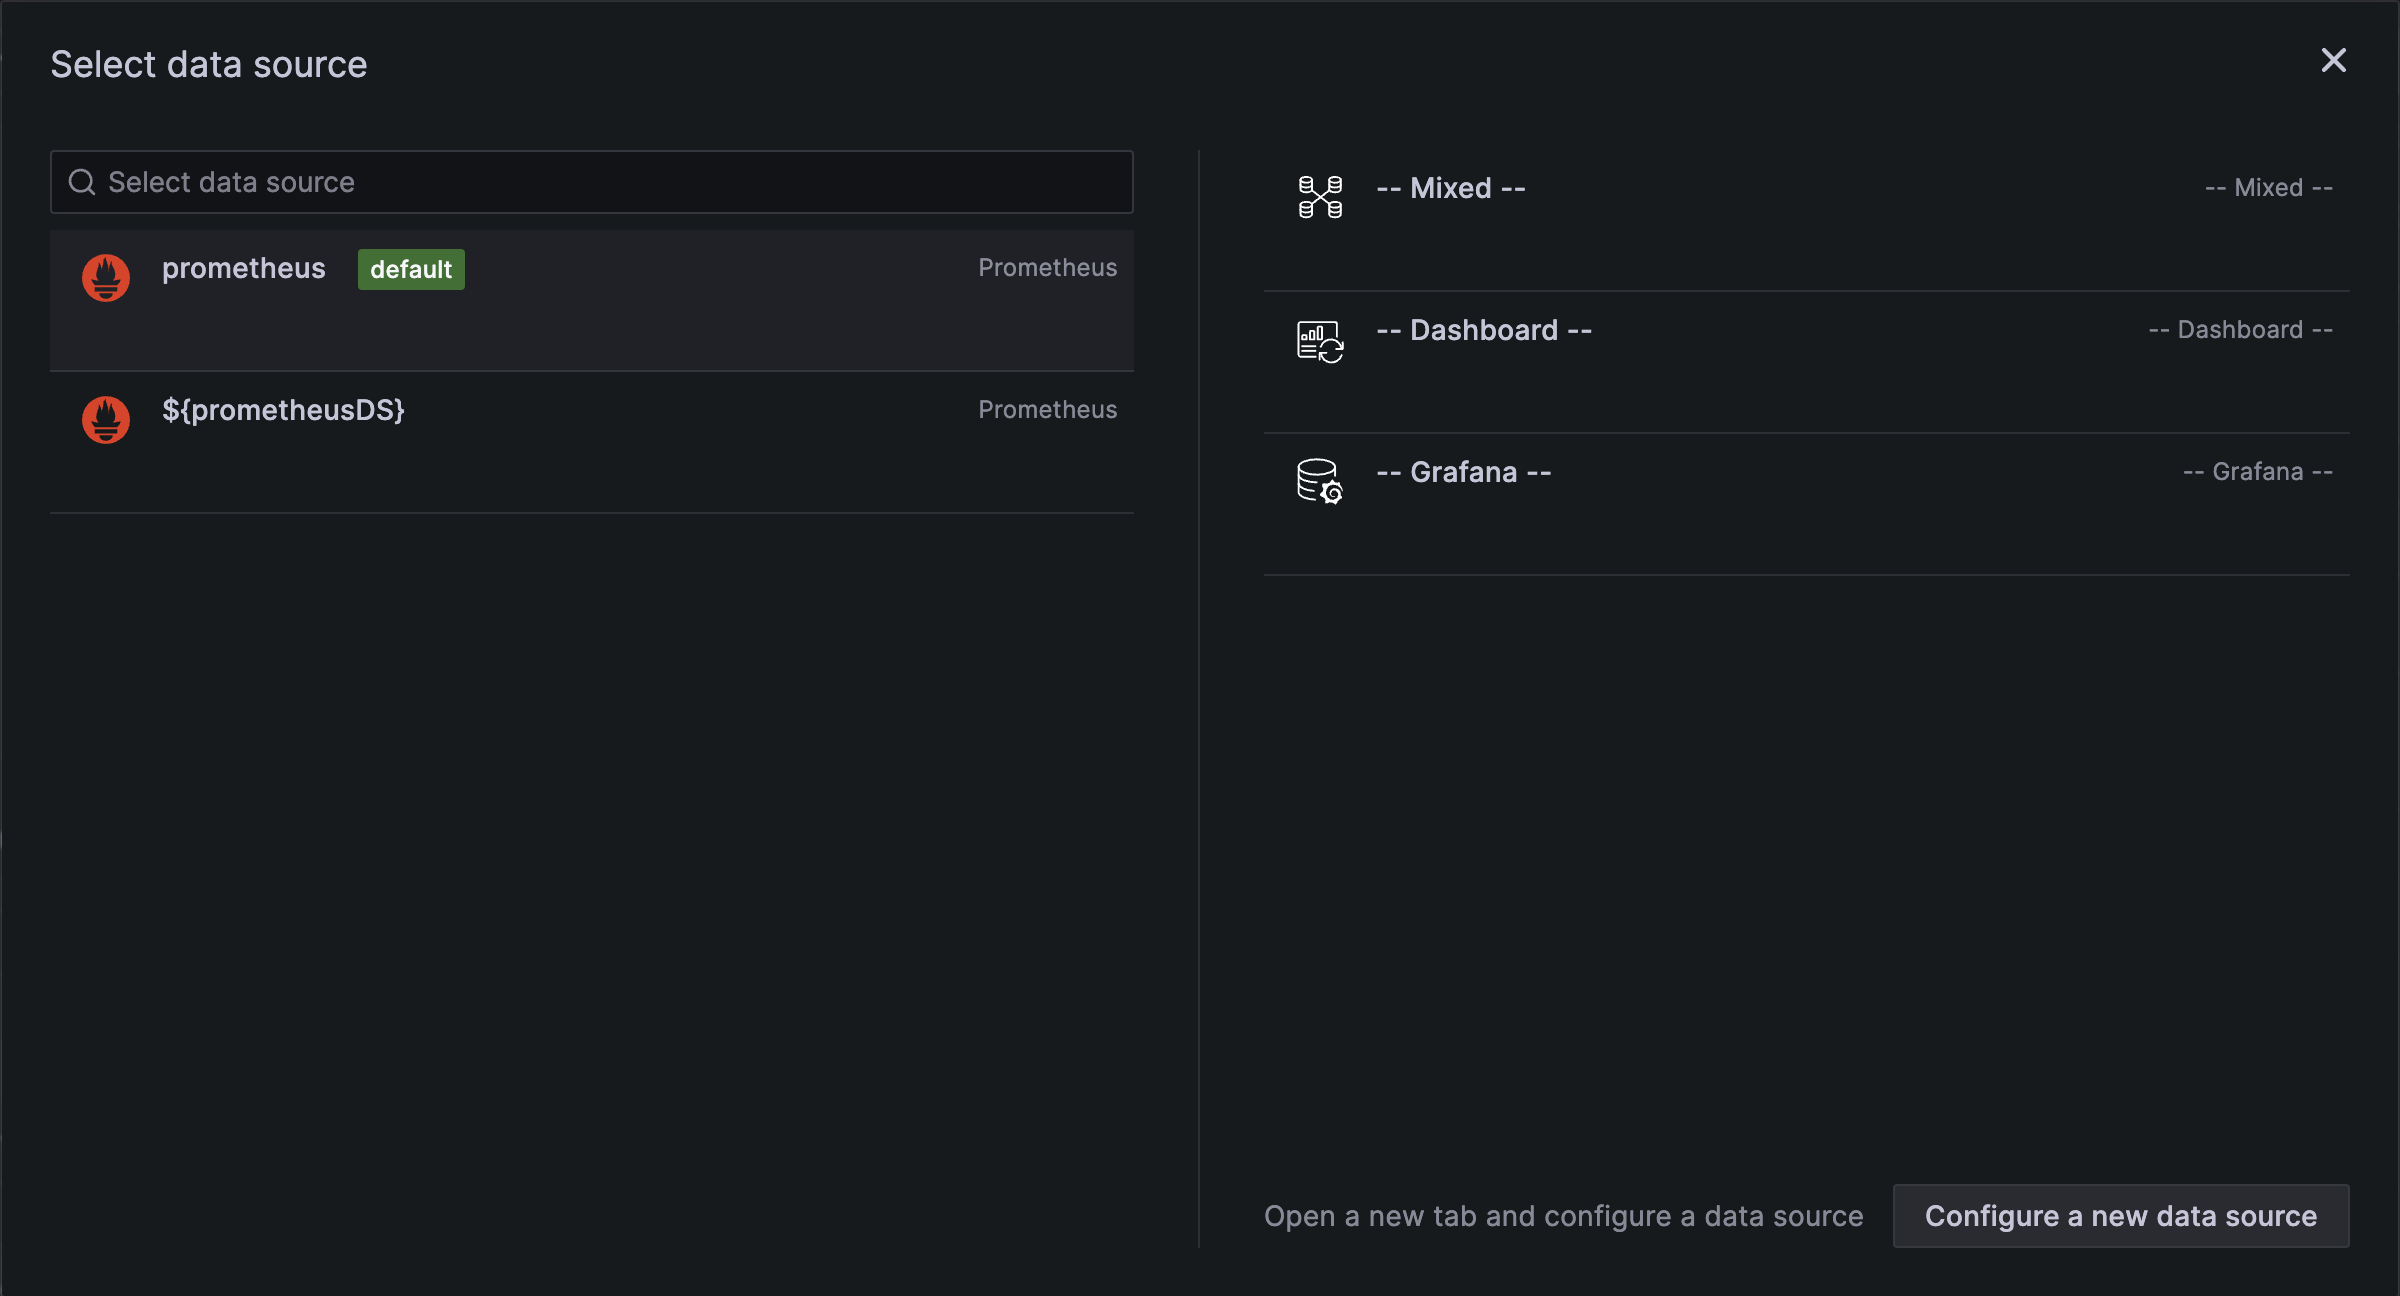 Select data source
Select data source
prometheus default Prometheus
${prometheusDS} Prometheus
-- Mixed -- -- Mixed --
-- Dashboard -- -- Dashboard --
-- Grafana -- -- Grafana --
Open a new tab and configure a data source Configure a new data source